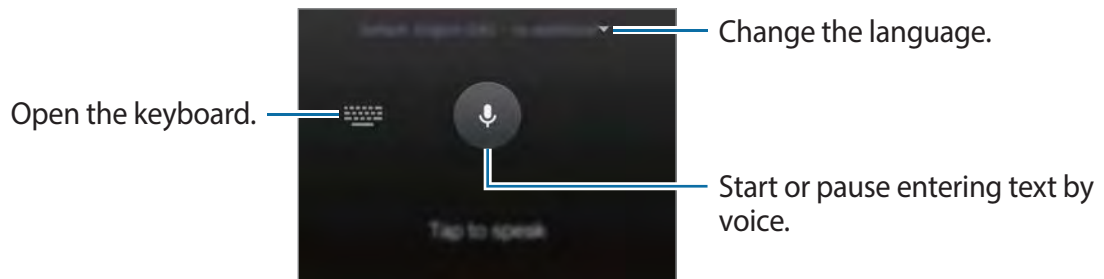 Change the language.
Open the keyboard.
Start or pause entering text by
voice.
Tap to speak